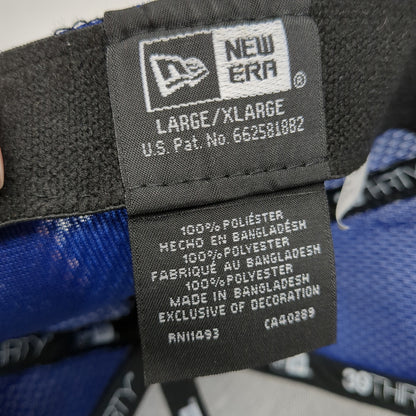 NEW
ERA
®
LARGE/XLARGE
U.S. Pat. No. 6625818B2
100% POLIÉSTER
HECHO EN BANGLADÉSH
100% POLYESTER
FABRIQUÉ AU BANGLADESH
100% POLYESTER
MADE IN BANGLADESH
EXCLUSIVE OF DECORATION
RN11493 CA40289
39THIRTY